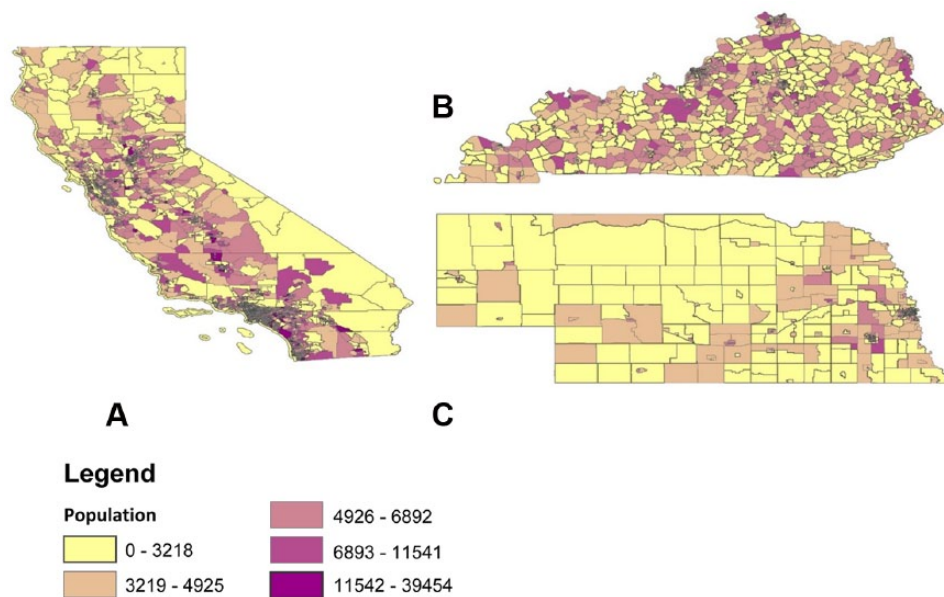 B
A
C
Legend
Population
0 - 3218
3219 - 4925
4926 - 6892
6893 - 11541
11542 - 39454